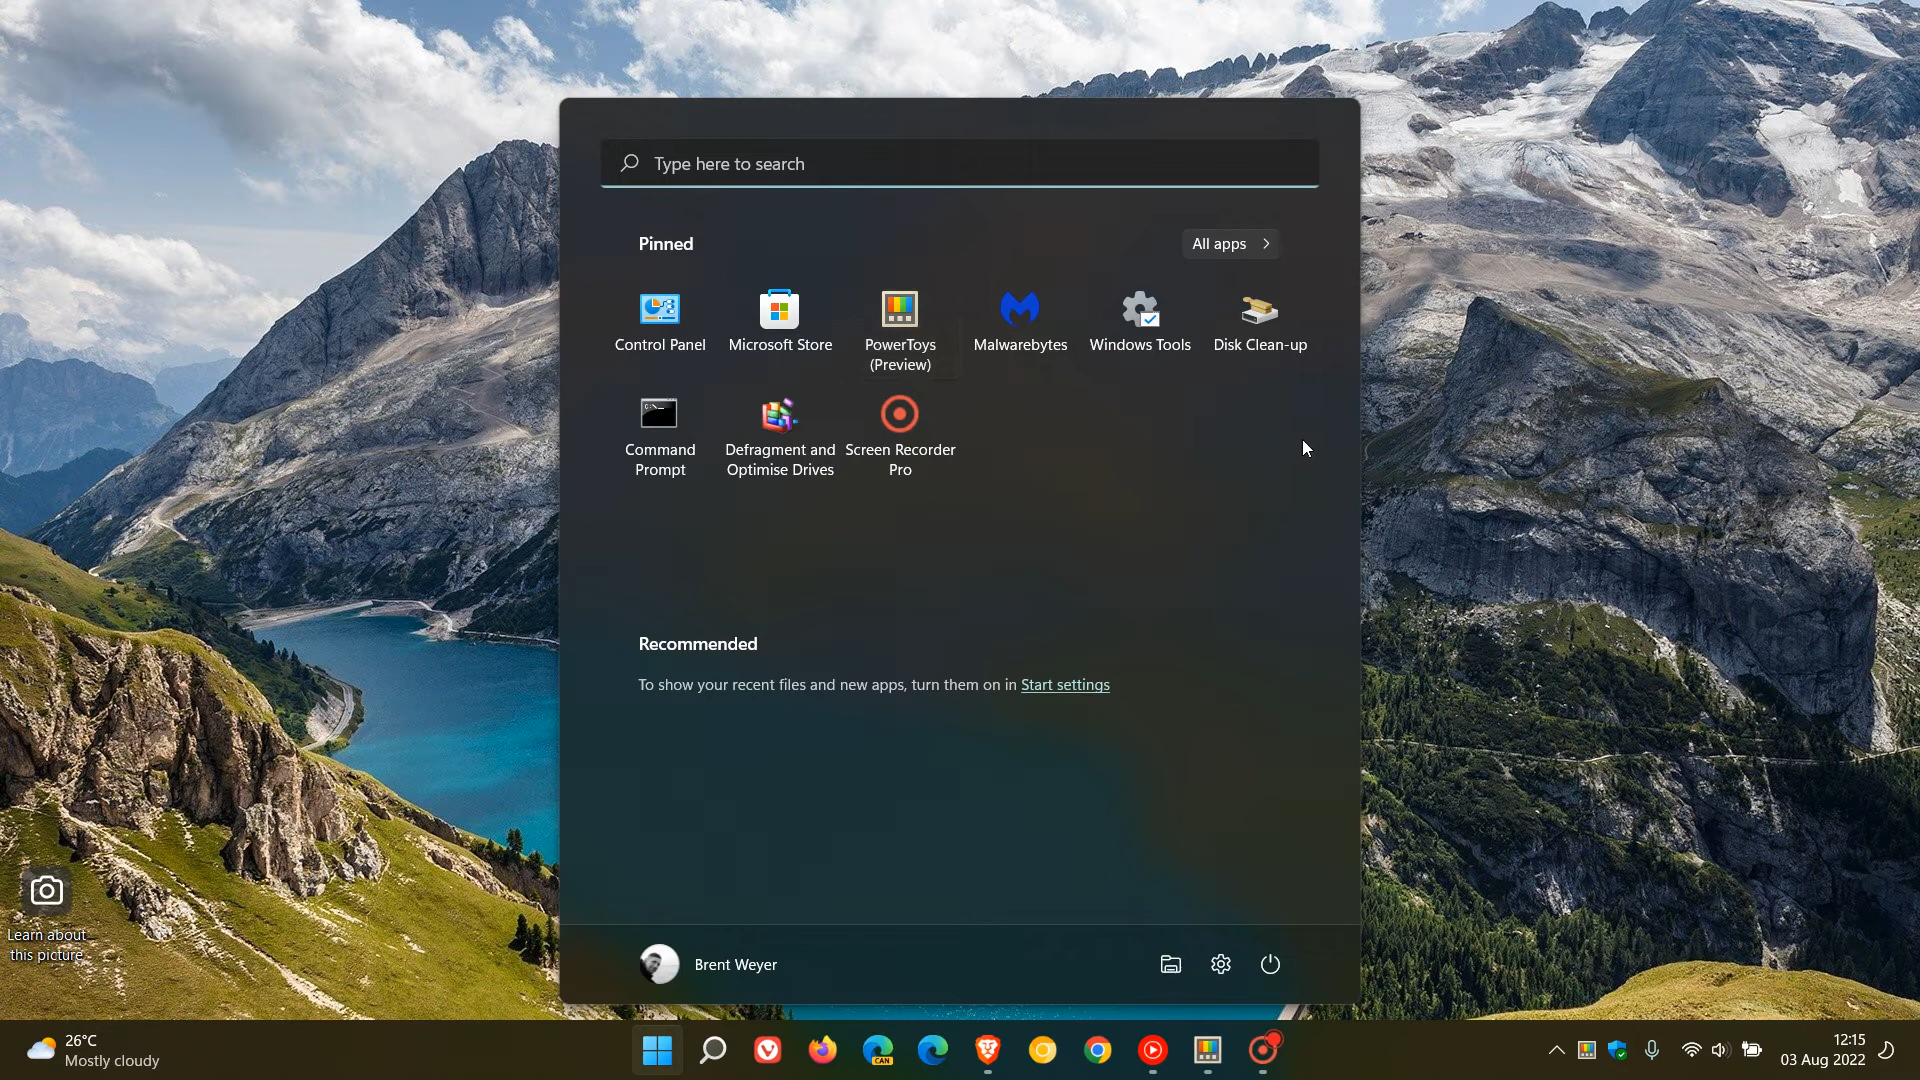 Type here to search
Pinned
All apps
Control Panel
Microsoft Store
PowerToys
(Preview)
Malwarebytes
Windows Tools
Disk Clean-up
Command
Prompt
Defragment and
Optimise Drives
Screen Recorder
Pro
Recommended
To show your recent files and new apps, turn them on in Start settings
Learn about
this picture
Brent Weyer
26°C
Mostly cloudy
CAN
12:15
03 Aug 2022